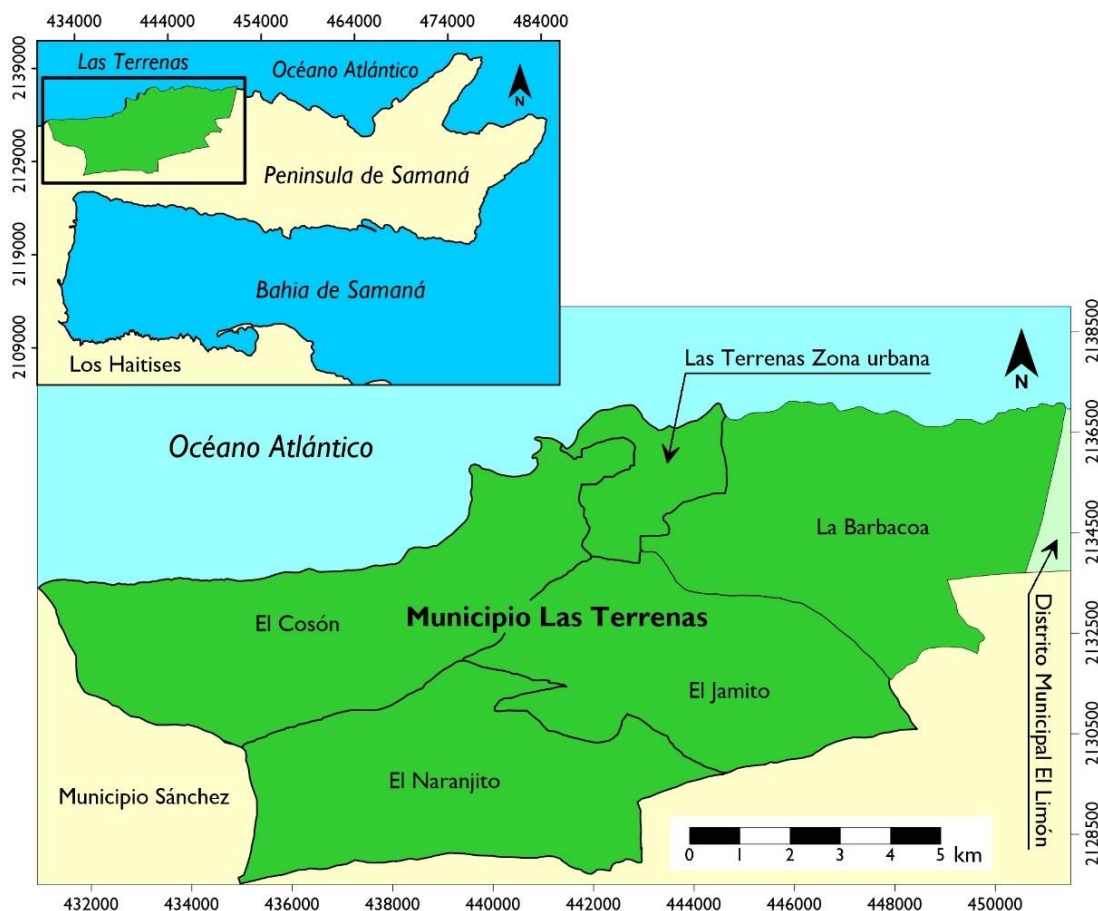 434000 444000 454000 464000 474000 484000
2139000
2129000
2119000
2109000
Las Terrenas
Océano Atlántico
N
Peninsula de Samaná
Bahia de Samaná
Los Haitises
Las Terrenas Zona urbana
N
2138500
2136500
2134500
2132500
2130500
2128500
Océano Atlántico
La Barbacoa
El Cosón
Municipio Las Terrenas
El Jamito
Distrito Municipal El Limón
El Naranjito
Municipio Sánchez
0 1 2 3 4 5 km
432000 434000 436000 438000 440000 442000 444000 446000 448000 450000